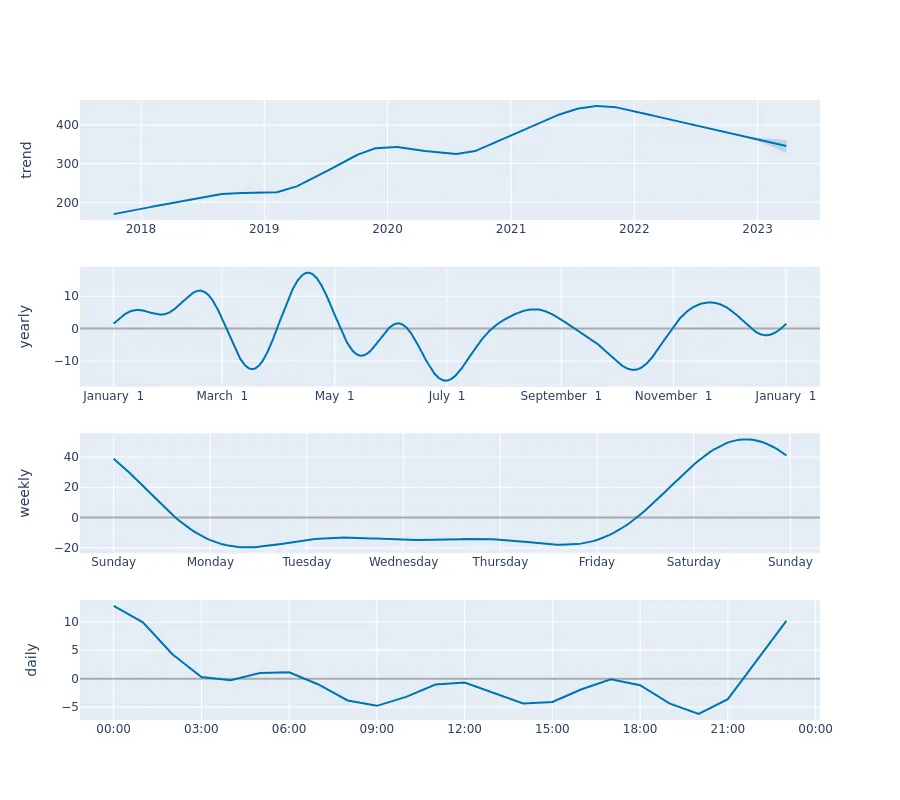 trend
400
300
200
2018 2019 2020 2021 2022 2023
yearly
10
0
−10
January 1 March 1 May 1 July 1 September 1 November 1 January 1
weekly
40
20
0
−20
Sunday Monday Tuesday Wednesday Thursday Friday Saturday Sunday
daily
10
5
0
−5
00:00 03:00 06:00 09:00 12:00 15:00 18:00 21:00 00:00